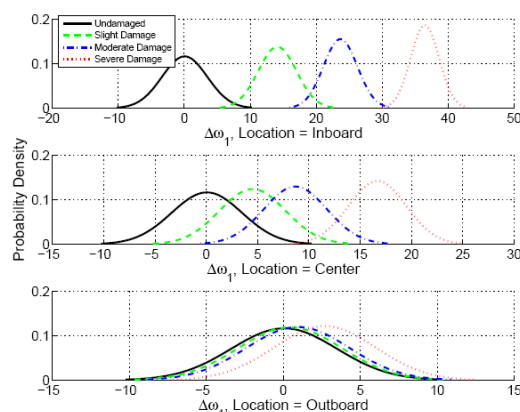 0.2
0.1
0
Undamaged
Slight Damage
Moderate Damage
Severe Damage
−20 −10 0 10 20 30 40 50
Δω1, Location = Inboard
Probability Density
0.2
0.1
0
−15 −10 −5 0 5 10 15 20 25 30
Δω1, Location = Center
0.2
0.1
0
−15 −10 −5 0 5 10 15
Δω1, Location = Outboard